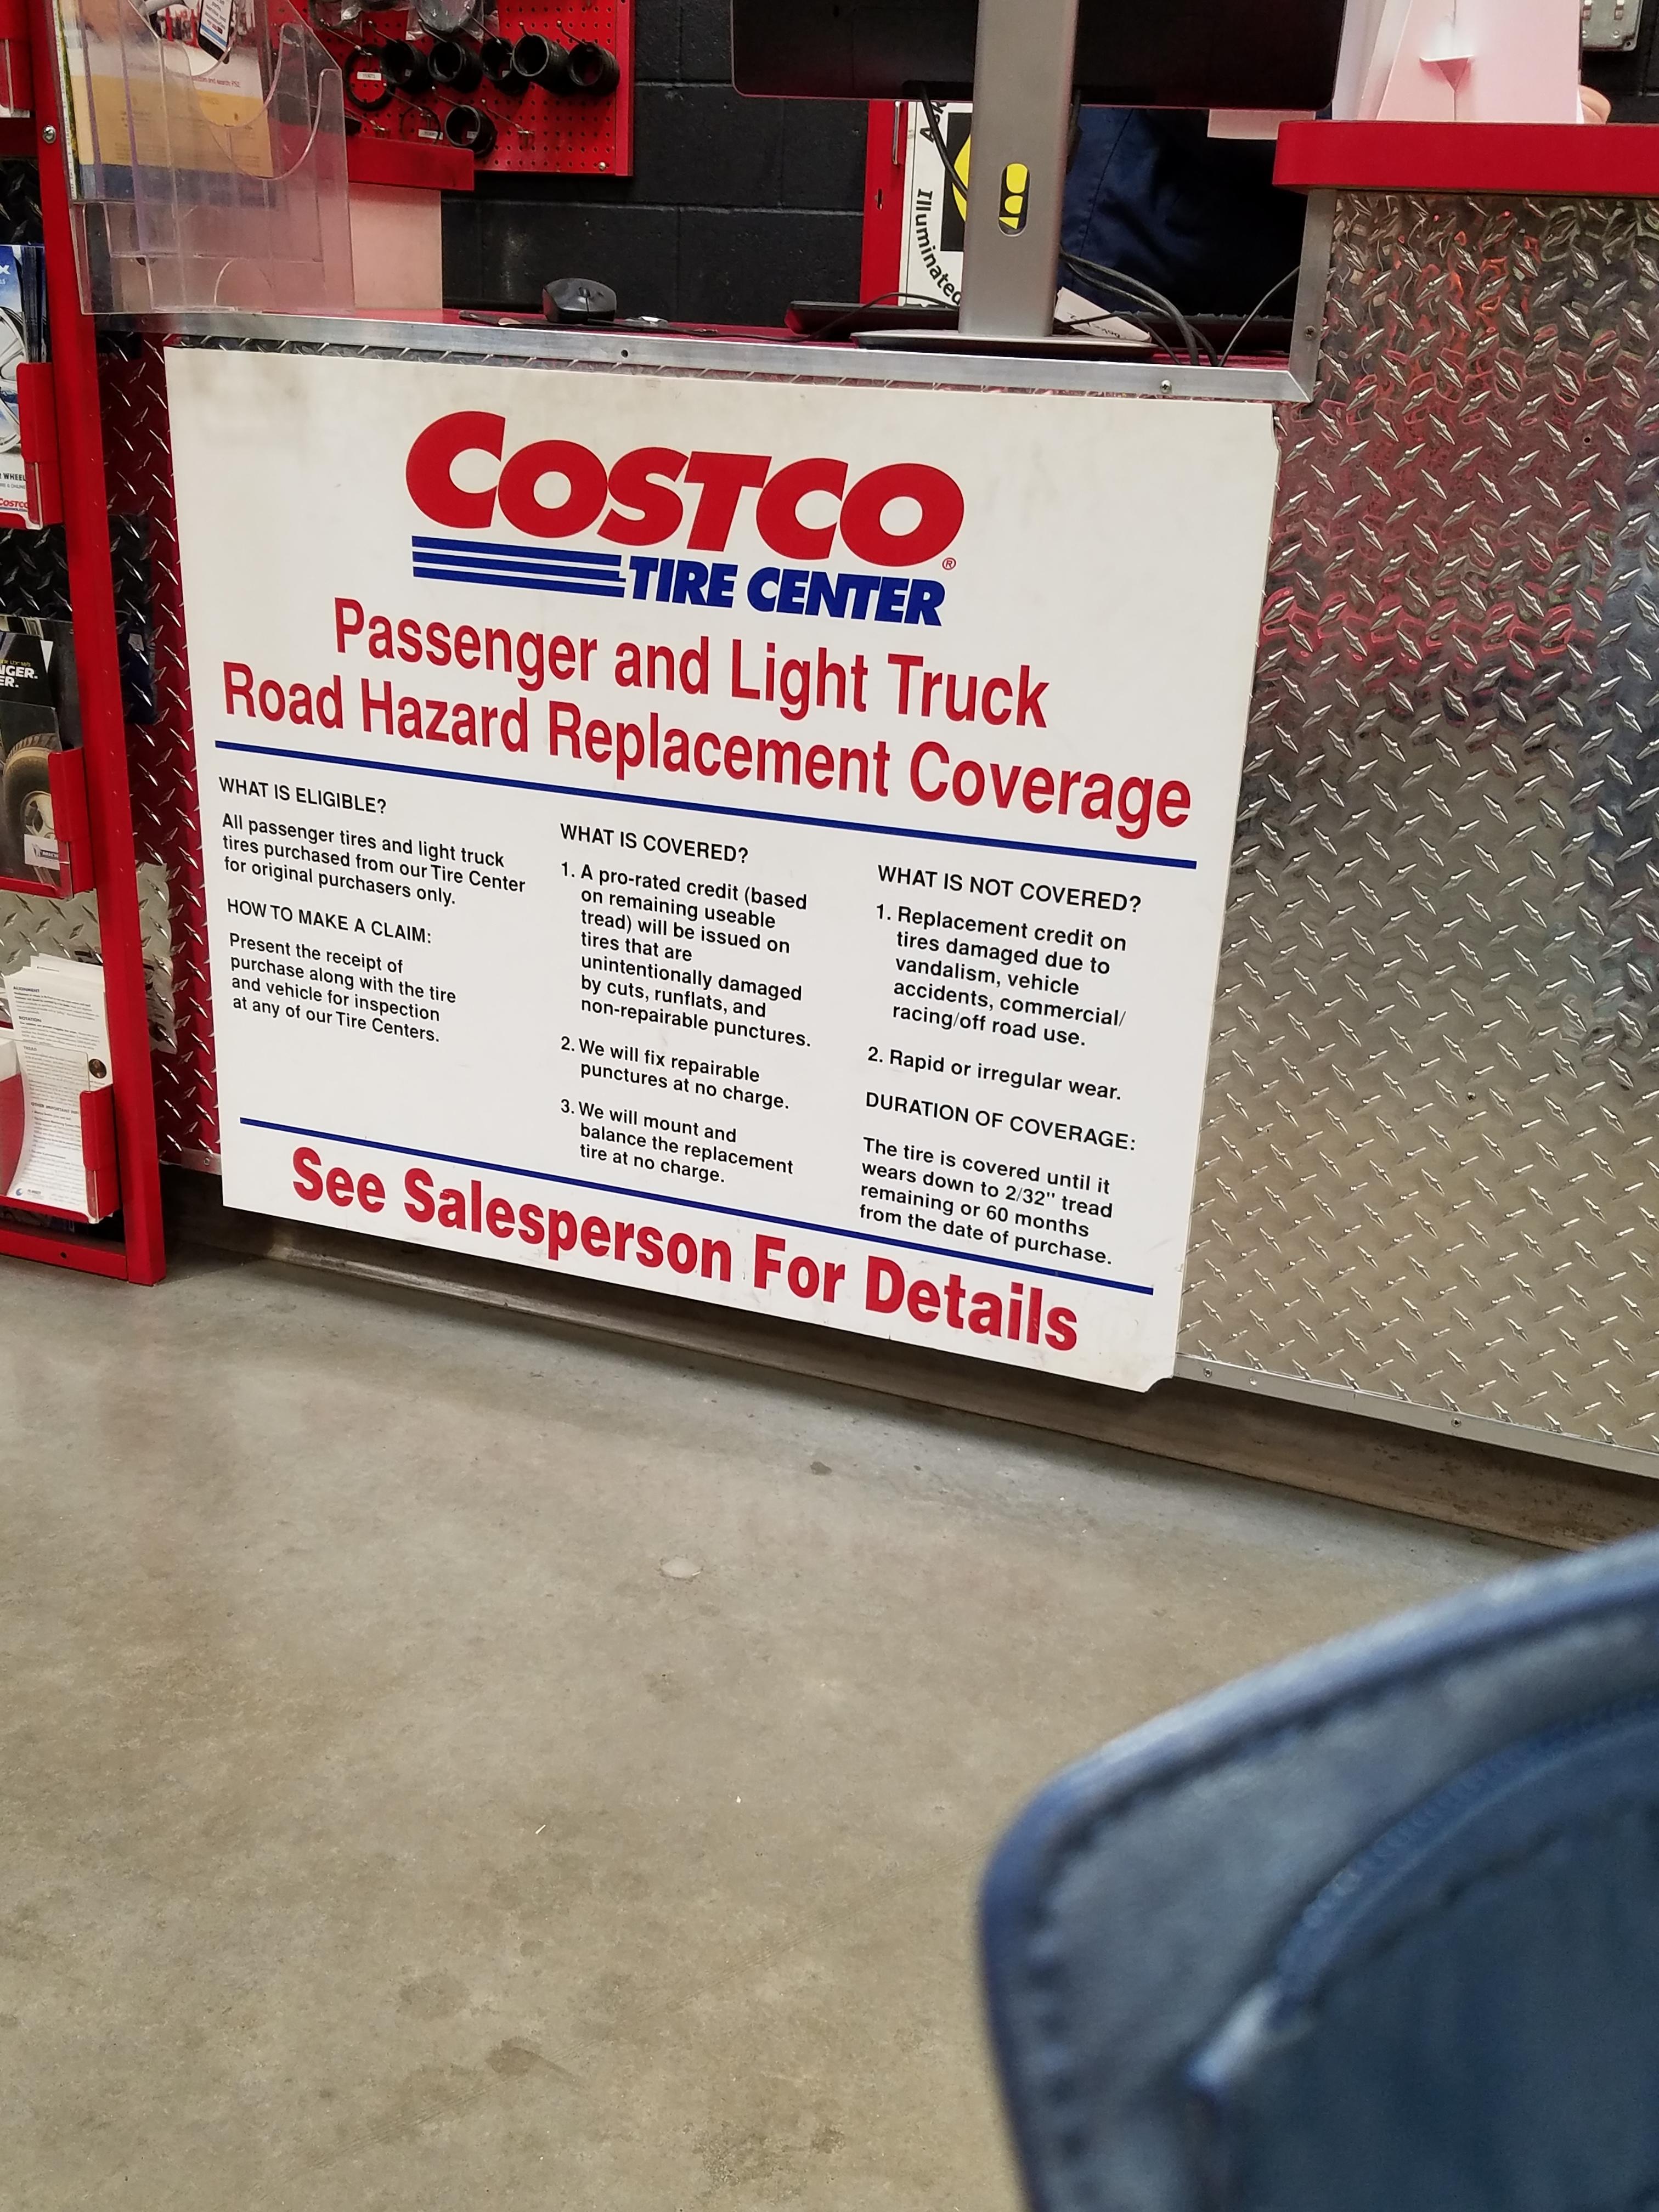 Illuminated
WHEEL
COSTCO
COSTCO®
TIRE CENTER
Passenger and Light Truck
Road Hazard Replacement Coverage
WHAT IS ELIGIBLE?
All passenger tires and light truck
tires purchased from our Tire Center
for original purchasers only.
HOW TO MAKE A CLAIM:
Present the receipt of
purchase along with the tire
and vehicle for inspection
at any of our Tire Centers.
WHAT IS COVERED?
1. A pro-rated credit (based
on remaining useable
tread) will be issued on
tires that are
unintentionally damaged
by cuts, runflats, and
non-repairable punctures.
2. We will fix repairable
punctures at no charge.
3. We will mount and
balance the replacement
tire at no charge.
WHAT IS NOT COVERED?
1. Replacement credit on
tires damaged due to
vandalism, vehicle
accidents, commercial/
racing/off road use.
2. Rapid or irregular wear.
DURATION OF COVERAGE:
The tire is covered until it
wears down to 2/32" tread
remaining or 60 months
from the date of purchase.
See Salesperson For Details